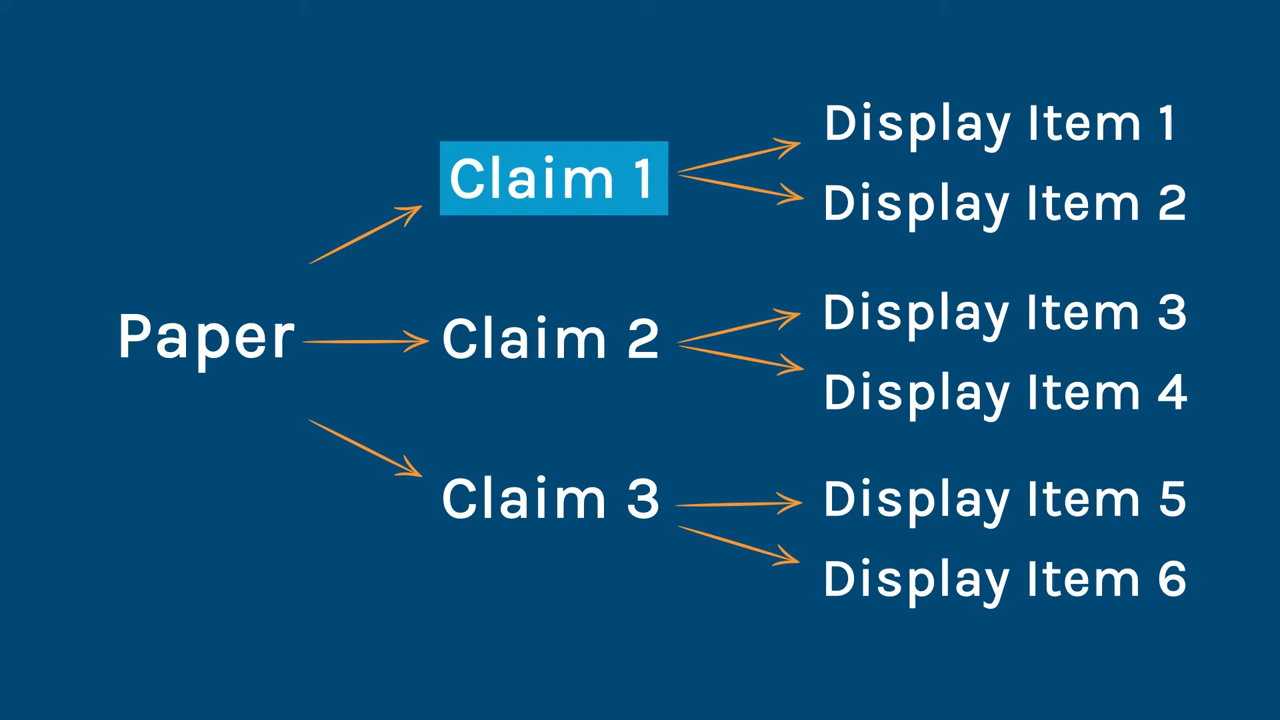 Paper
Claim 1
Display Item 1
Display Item 2
Claim 2
Display Item 3
Display Item 4
Claim 3
Display Item 5
Display Item 6